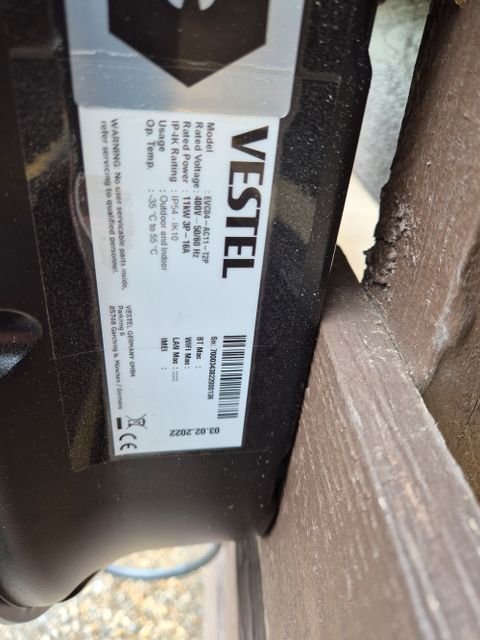 VESTEL
Model : EVC04-AC11-T2P
Rated Voltage : 400V~50/60 Hz
Rated Power : 11kW 3P~16A
IP-IK Raiting : IP54 - IK10
Usage : Outdoor and Indoor
Op. Temp. : -35 °C to 55 °C
WARNING: No user serviceable parts inside,
refer servicing to qualified personnel.
Sn:
BT Mac :
WIFI Mac :
LAN Mac : :::::
IMEI :
03.02.2022
VESTEL GERMANY GMBH
Parkring 6
85748 Garching b. München / Germany
CE